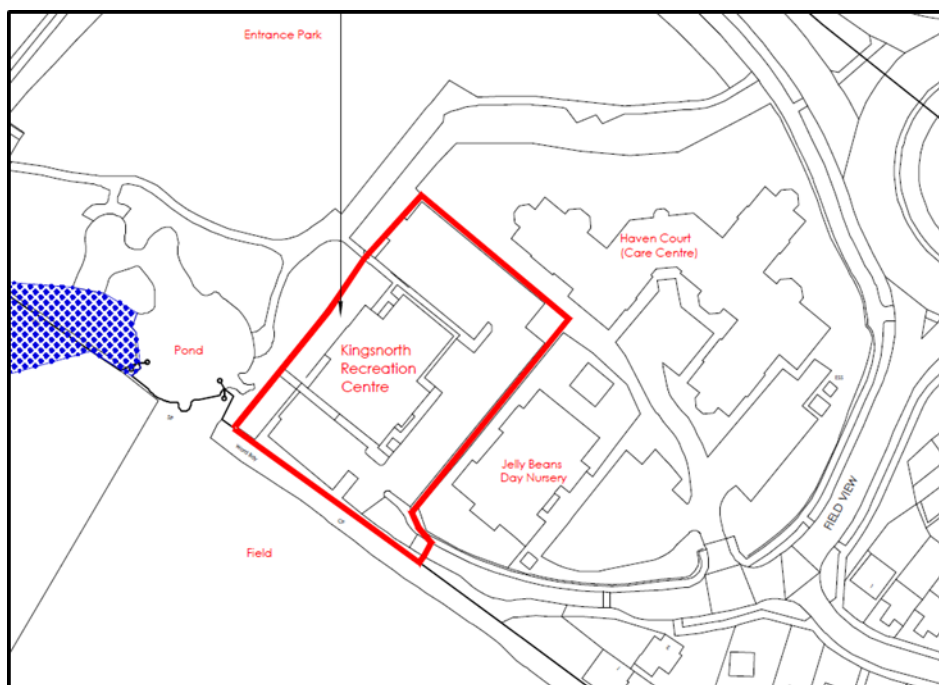 Entrance Park
Haven Court
(Care Centre)
Pond
Kingsnorth
Recreation
Centre
Jelly Beans
Day Nursery
FIELD VIEW
Field